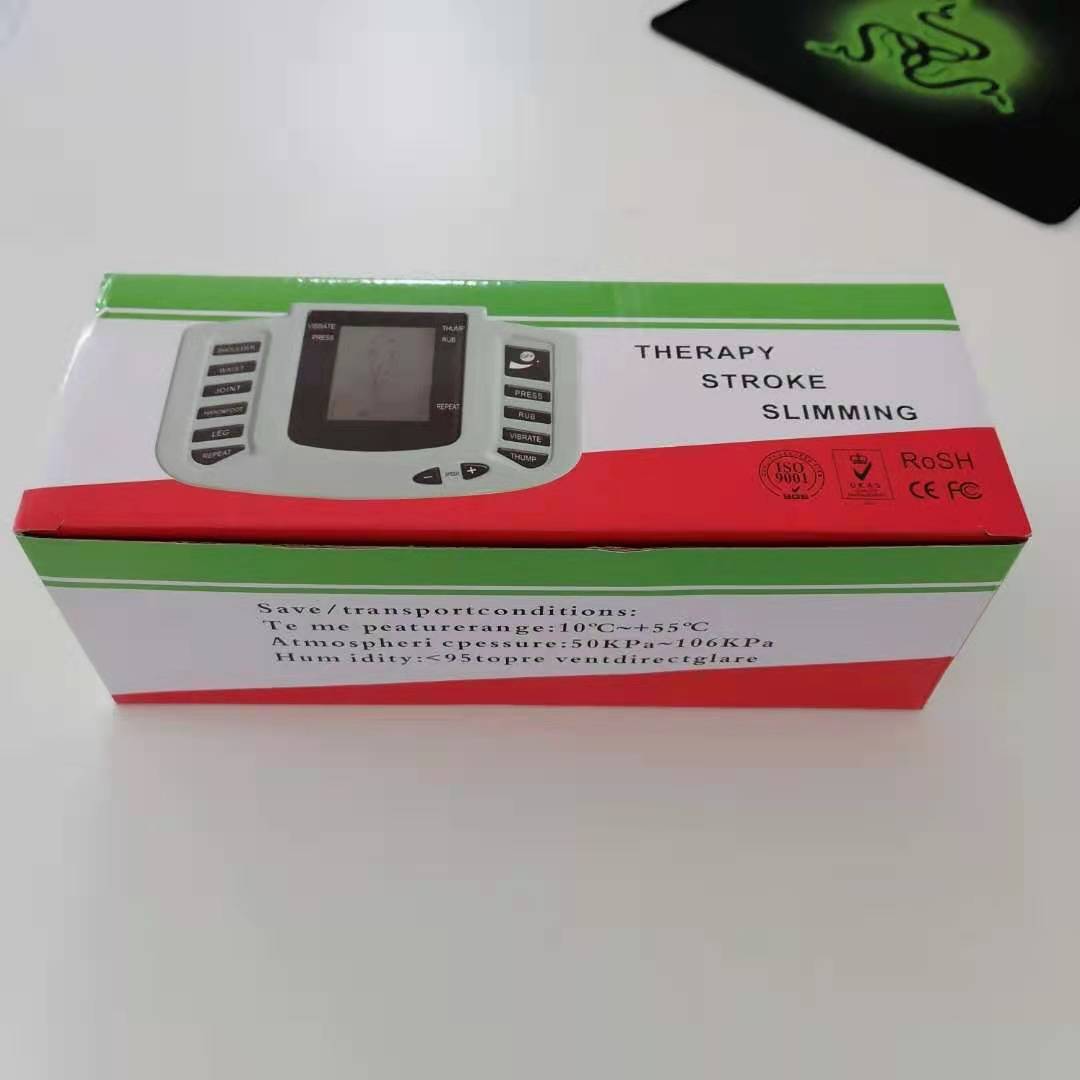 VIBRATE
PRESS
THUMP
RUB
REPEAT
SHOULDER
WAIST
JOINT
HAND/FOOT
LEG
REPEAT
PRESS
RUB
VIBRATE
THUMP
- +
THERAPY
STROKE
SLIMMING
ISO
9001
UKAS
RoSH
CE FC
Save/transportconditions:
Te me peaturerange:10℃~+55℃
Atmospheri cpessure:50KPa~106KPa
Hum idity:<95topre ventdirectglare